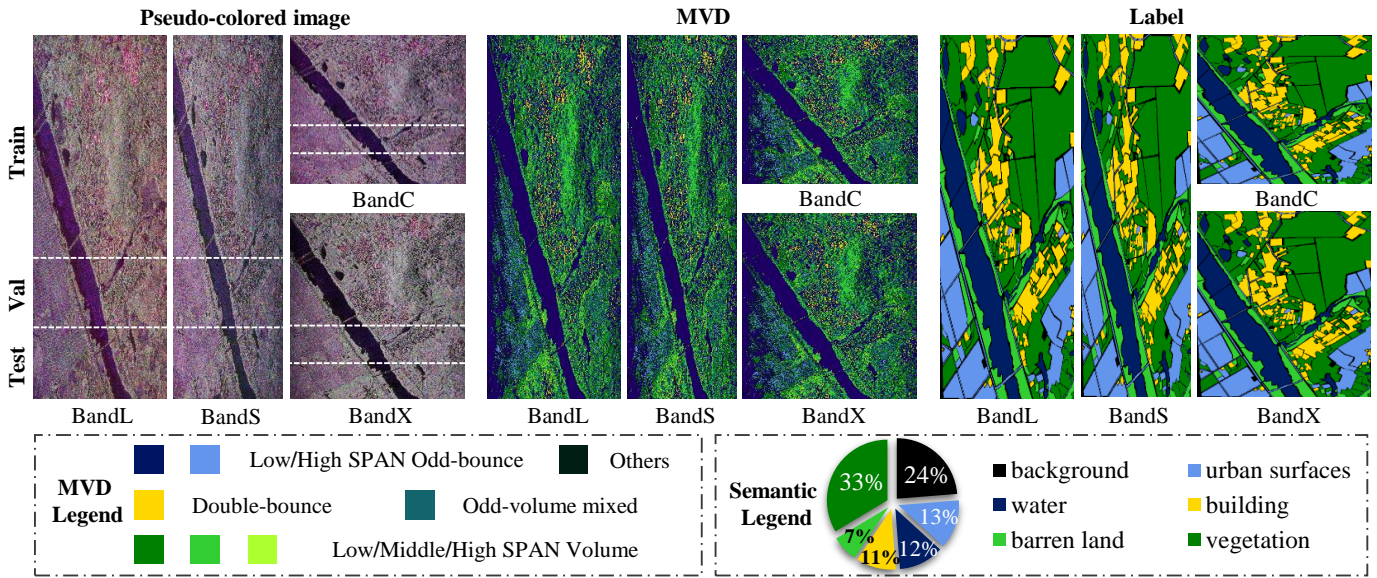 Pseudo-colored image
MVD
Label
Train
Val
Test
BandC
BandC
BandC
BandL
BandS
BandX
BandL
BandS
BandX
BandL
BandS
BandX
MVD
Legend
Low/High SPAN Odd-bounce
Others
Double-bounce
Odd-volume mixed
Low/Middle/High SPAN Volume
Semantic
Legend
33%
24%
13%
12%
11%
7%
background
urban surfaces
water
building
barren land
vegetation